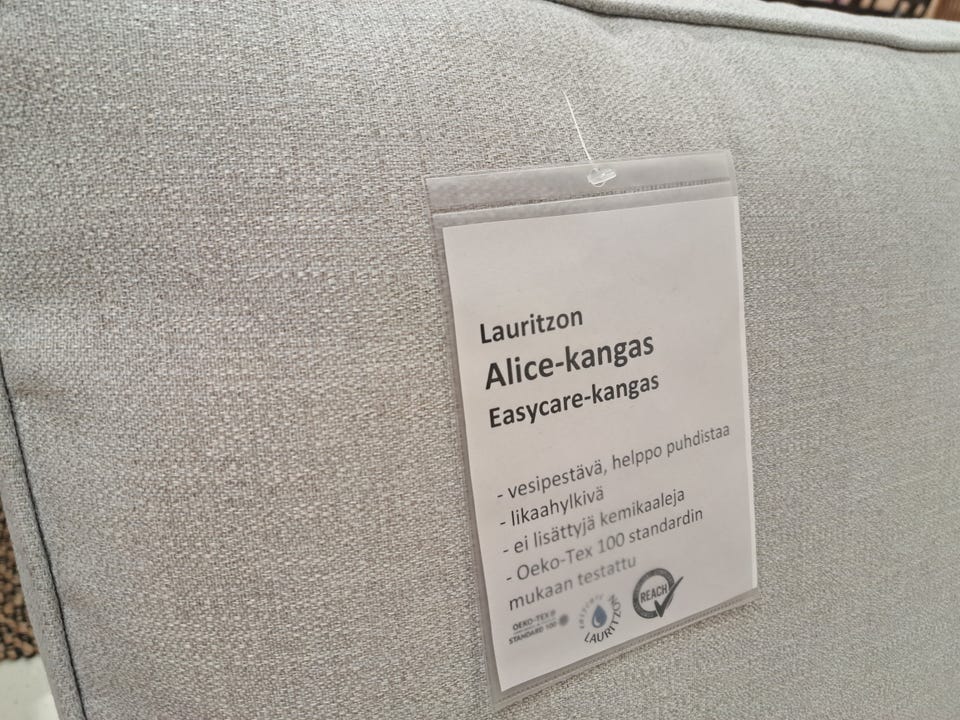 Lauritzon
Alice-kangas
Easycare-kangas
- vesipestävä, helppo puhdistaa
- likaahylkivä
- ei lisättyjä kemikaaleja
- Oeko-Tex 100 standardin
mukaan testattu
OEKO-TEX®
STANDARD 100
EASYCARE
LAURITZON
REACH